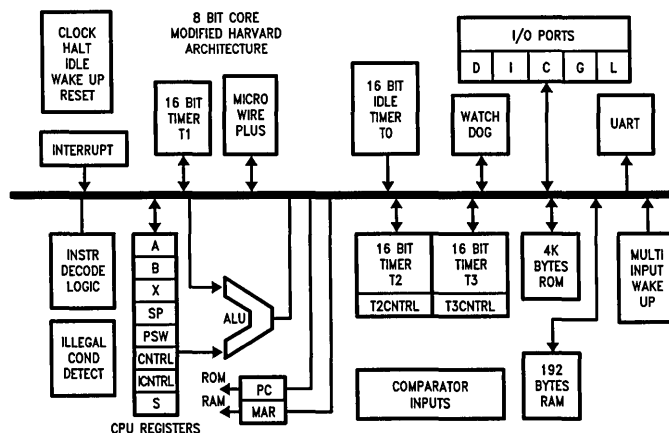 8 BIT CORE
MODIFIED HARVARD
ARCHITECTURE
CLOCK
HALT
IDLE
WAKE UP
RESET
I/O PORTS
D I C G L
16 BIT
TIMER
T1
MICRO
WIRE
PLUS
16 BIT
IDLE
TIMER
T0
WATCH
DOG
UART
INTERRUPT
INSTR
DECODE
LOGIC
ILLEGAL
COND
DETECT
A
B
X
SP
PSW
CNTRL
ICNTRL
S
CPU REGISTERS
ALU
ROM
PC
RAM
MAR
16 BIT
TIMER
T2
T2CNTRL
16 BIT
TIMER
T3
T3CNTRL
4K
BYTES
ROM
MULTI
INPUT
WAKE
UP
COMPARATOR
INPUTS
192
BYTES
RAM